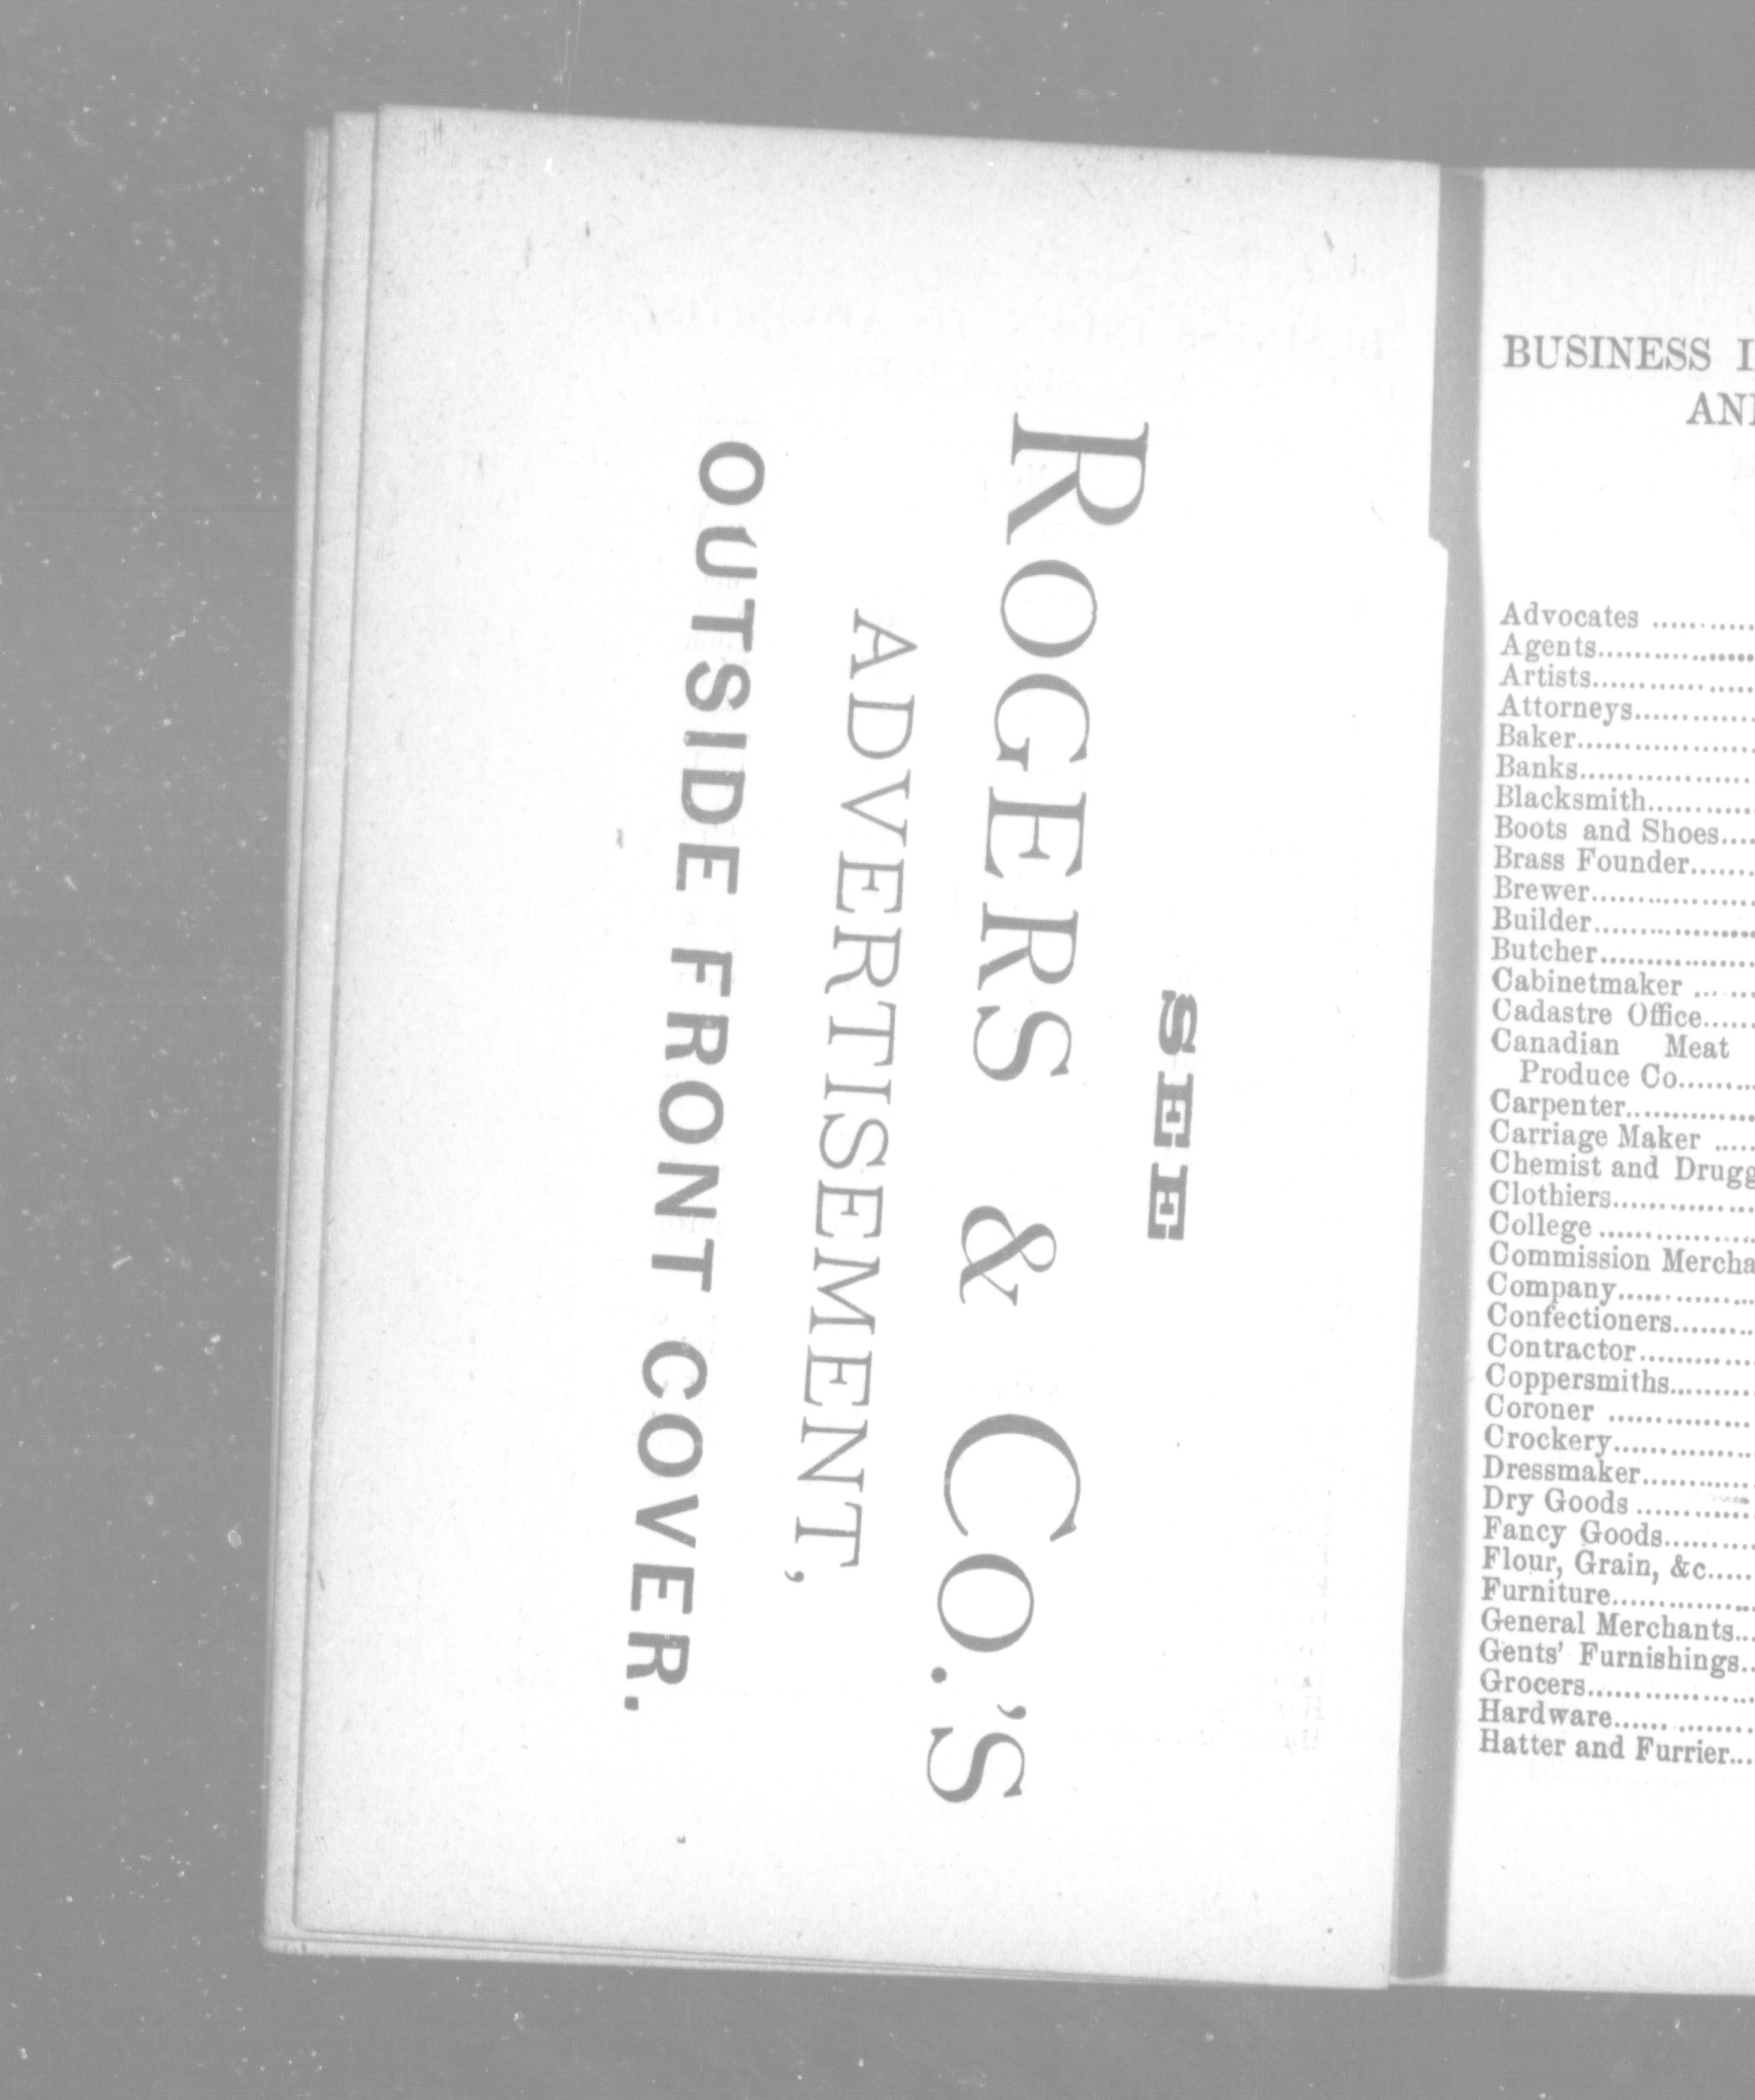 SEE
ROGERS & CO.'S
ADVERTISEMENT,
OUTSIDE FRONT COVER.
BUSINESS
Advocates ..........
Agents..............
Artists..............
Attorneys............
Baker................
Banks................
Blacksmith...........
Boots and Shoes....
Brass Founder.......
Brewer...............
Builder..............
Butcher..............
Cabinetmaker .......
Cadastre Office......
Canadian Meat
Produce Co.........
Carpenter............
Carriage Maker .....
Chemist and
Clothiers............
College ..............
Commission
Company............
Confectioners........
Contractor...........
Coppersmiths........
Coroner .............
Crockery.............
Dressmaker..........
Dry Goods ..........
Fancy Goods.........
Flour, Grain, &c.....
Furniture.............
General Merchants...
Gents' Furnishings..
Grocers...............
Hardware............
Hatter and Furrier...